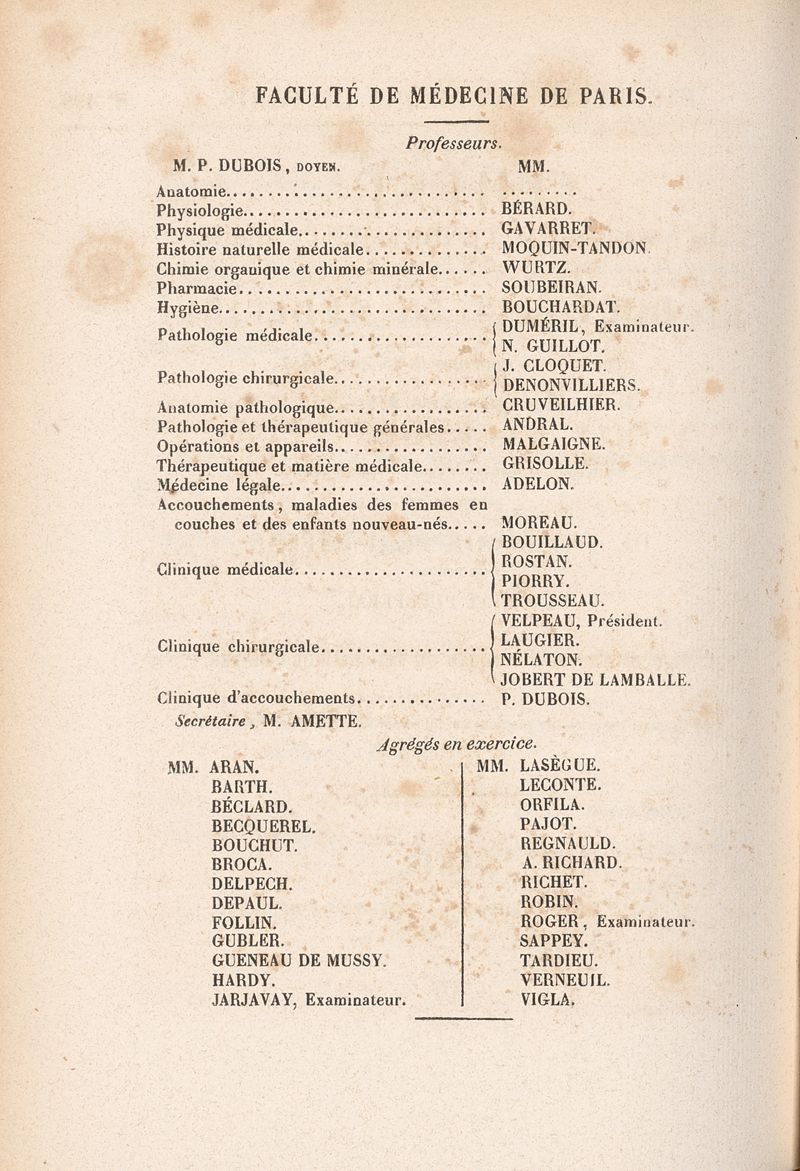 FACULTÉ DE MÉDECINE DE PARIS.
Professeurs.
M. P. DUBOIS, DOYEN. MM.
Anatomie........................... .........
Physiologie........................... BÉRARD.
Physique médicale..................... GAVARRET.
Histoire naturelle médicale.............. MOQUIN-TANDON.
Chimie organique et chimie minérale...... WURTZ.
Pharmacie........................... SOUBEIRAN.
Hygiène.............................. BOUCHARDAT.
Pathologie médicale.................... { DUMÉRIL, Examinateur.
N. GUILLOT.
Pathologie chirurgicale.................. { J. CLOQUET.
DENONVILLIERS.
Anatomie pathologique.................. CRUVEILHIER.
Pathologie et thérapeutique générales..... ANDRAL.
Opérations et appareils.................. MALGAIGNE.
Thérapeutique et matière médicale........ GRISOLLE.
Médecine légale........................ ADELON.
Accouchements, maladies des femmes en
couches et des enfants nouveau-nés..... MOREAU.
Clinique médicale...................... { BOUILLAUD.
ROSTAN.
PIORRY.
TROUSSEAU.
Clinique chirurgicale................... { VELPEAU, Président.
LAUGIER.
NÉLATON.
JOBERT DE LAMBALLE.
Clinique d'accouchements............... P. DUBOIS.
Secrétaire, M. AMETTE.
Agrégés en exercice.
MM. ARAN.
BARTH.
BÉCLARD.
BECQUEREL.
BOUCHUT.
BROCA.
DELPECH.
DEPAUL.
FOLLIN.
GUBLER.
GUENEAU DE MUSSY.
HARDY.
JARJAVAY, Examinateur.
MM. LASÈGUE.
LECONTE.
ORFILA.
PAJOT.
REGNAULD.
A. RICHARD.
RICHET.
ROBIN.
ROGER, Examinateur.
SAPPEY.
TARDIEU.
VERNEUIL.
VIGLA.